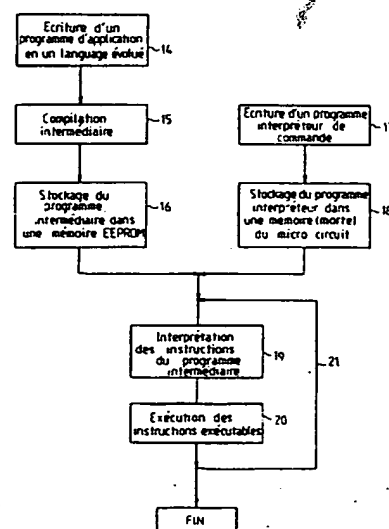 Ecriture d'un
programme d'application
en un language évolué
14
Compilation
intermédiaire
15
Ecriture d'un programme
interpréteur de
commande
17
Stockage du
programme
intermédiaire dans
une mémoire EEPROM
16
Stockage du programme
interpréteur dans
une memoire (morte)
du micro circuit
18
Interprétation
des instructions
du programme
intermédiaire
19
21
Exécution des
instructions exécutables
20
FIN